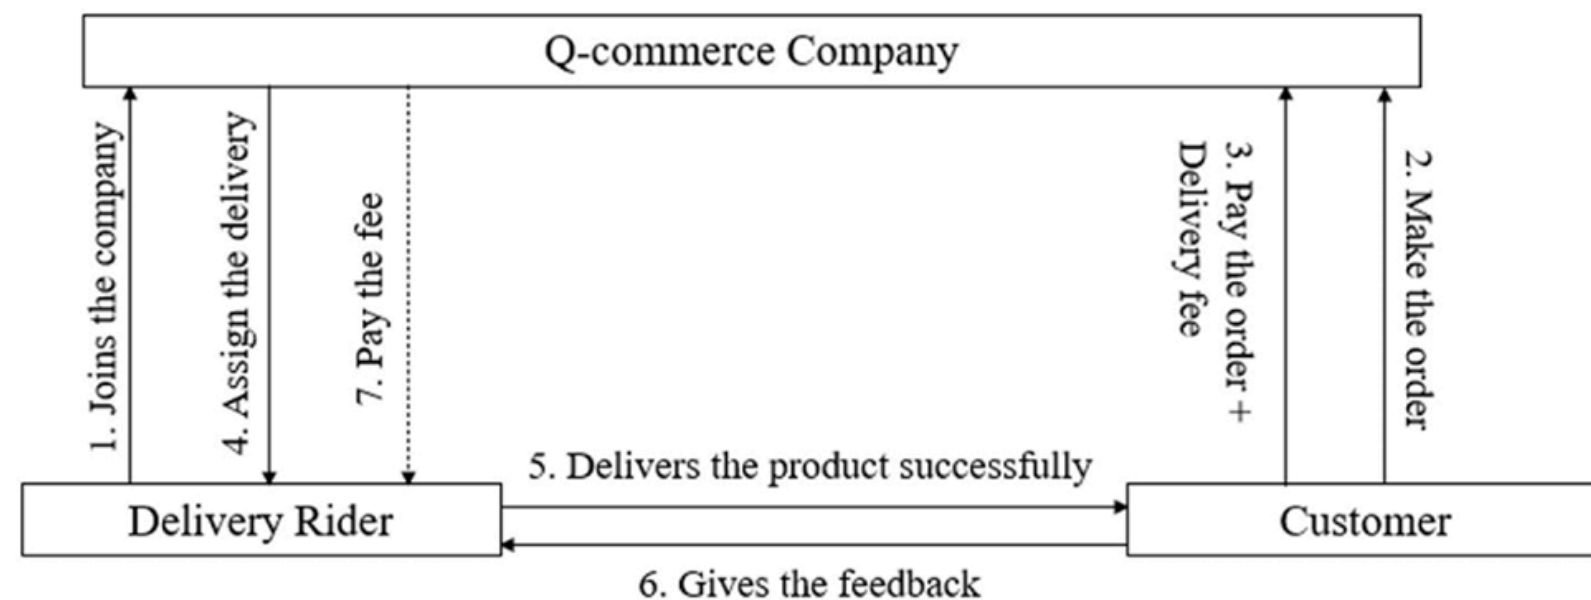 Q-commerce Company
1. Joins the company
4. Assign the delivery
7. Pay the fee
3. Pay the order +
Delivery fee
2. Make the order
5. Delivers the product successfully
Delivery Rider
Customer
6. Gives the feedback